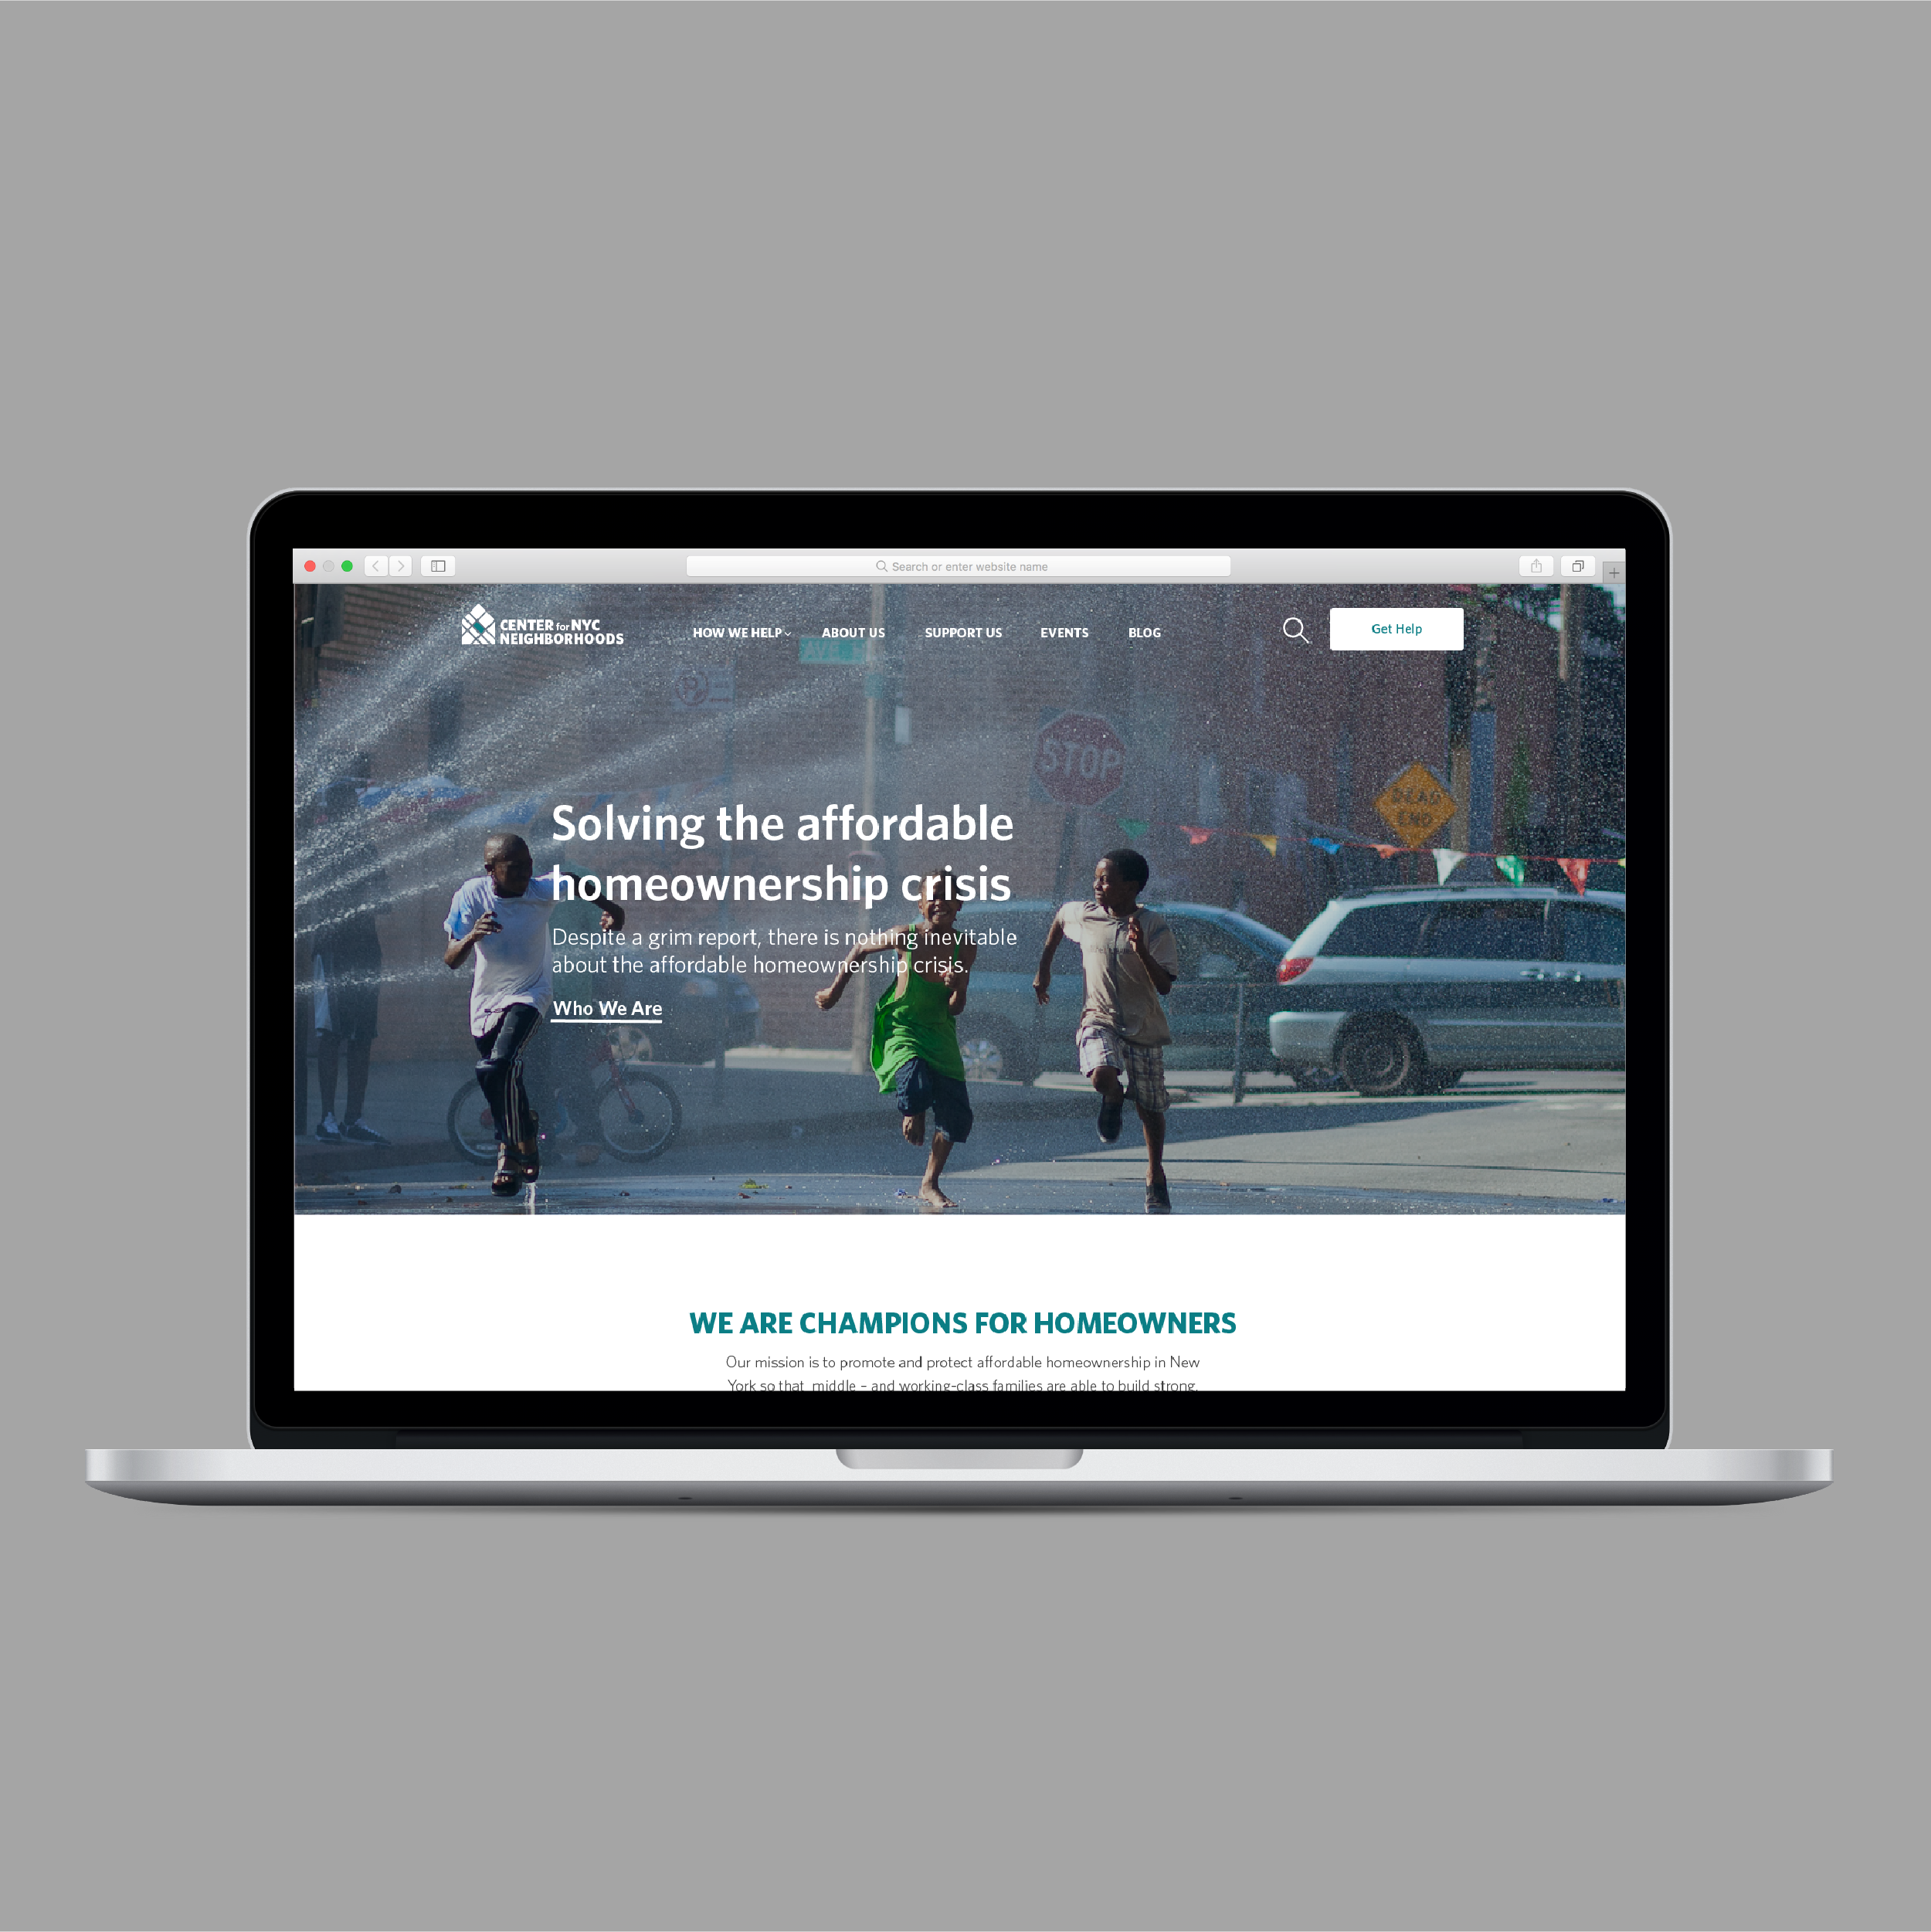 Search or enter website name
CENTER for NYC
NEIGHBORHOODS
HOW WE HELP
ABOUT US
SUPPORT US
EVENTS
BLOG
Get Help
AVE
STOP
DEAD
END
Solving the affordable
homeownership crisis
Despite a grim report, there is nothing inevitable
about the affordable homeownership crisis.
Who We Are
WE ARE CHAMPIONS FOR HOMEOWNERS
Our mission is to promote and protect affordable homeownership in New
York so that middle – and working-class families are able to build strong,